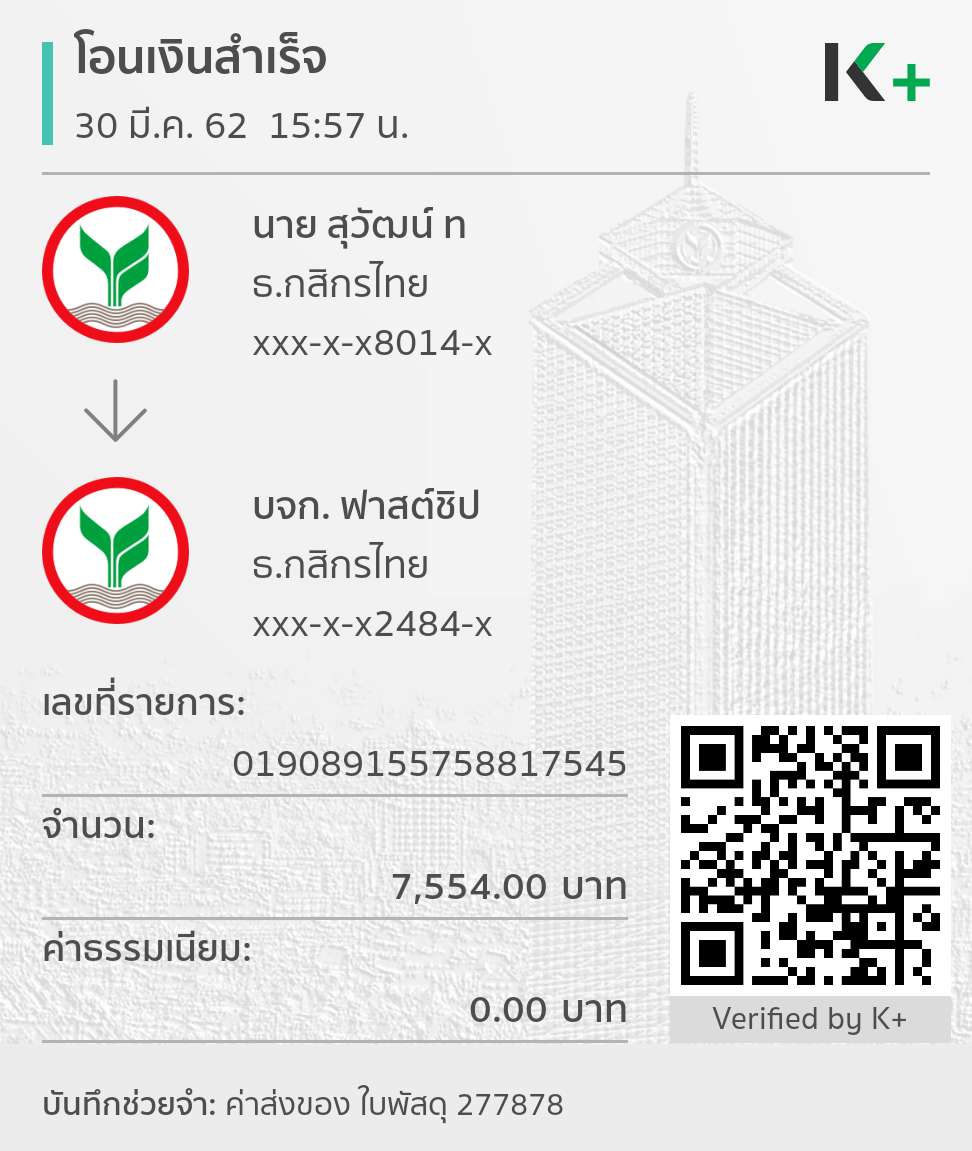 โอนเงินสำเร็จ
30 มี.ค. 62  15:57 น.
K+
นาย สุวัฒน์ ท
ธ.กสิกรไทย
xxx-x-x8014-x
บจก. ฟาสต์ชิป
ธ.กสิกรไทย
xxx-x-x2484-x
เลขที่รายการ:
019089155758817545
จำนวน:
7,554.00 บาท
ค่าธรรมเนียม:
0.00 บาท
Verified by K+
บันทึกช่วยจำ: ค่าส่งของ ใบพัสดุ 277878